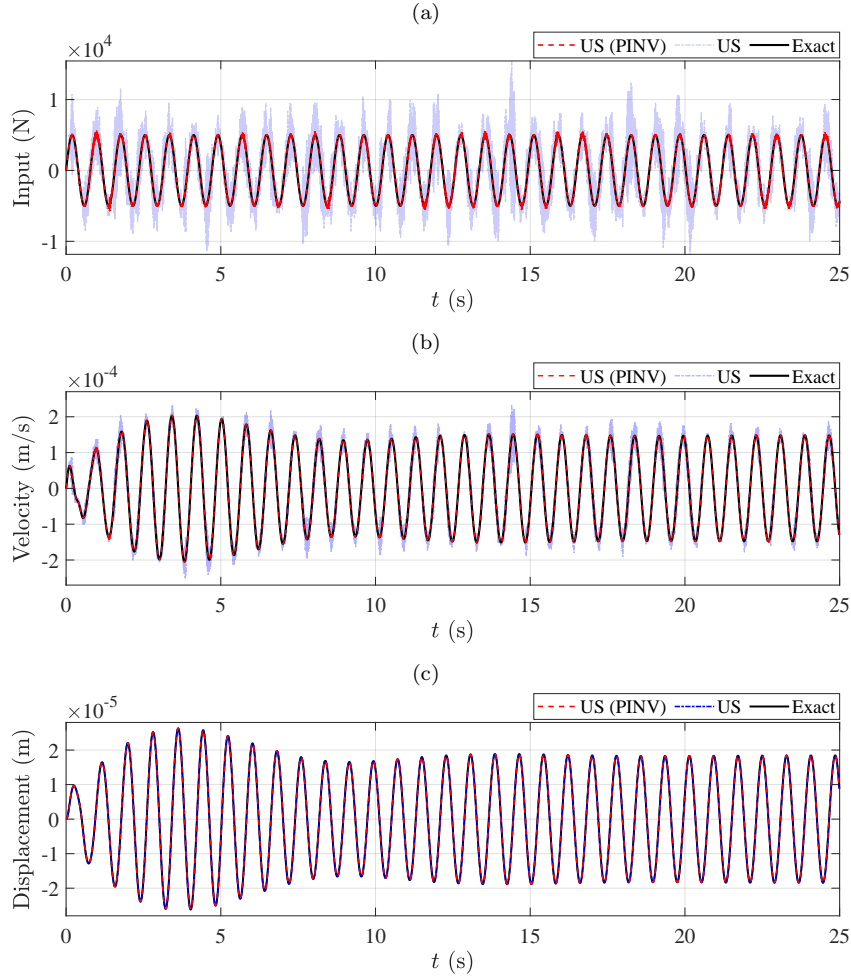 (a)
×10⁴
US (PINV) US Exact
Input (N)
1
0
-1
0 5 10 15 20 25
t (s)
(b)
×10⁻⁴
US (PINV) US Exact
Velocity (m/s)
2
1
0
-1
-2
0 5 10 15 20 25
t (s)
(c)
×10⁻⁵
US (PINV) US Exact
Displacement (m)
2
1
0
-1
-2
0 5 10 15 20 25
t (s)